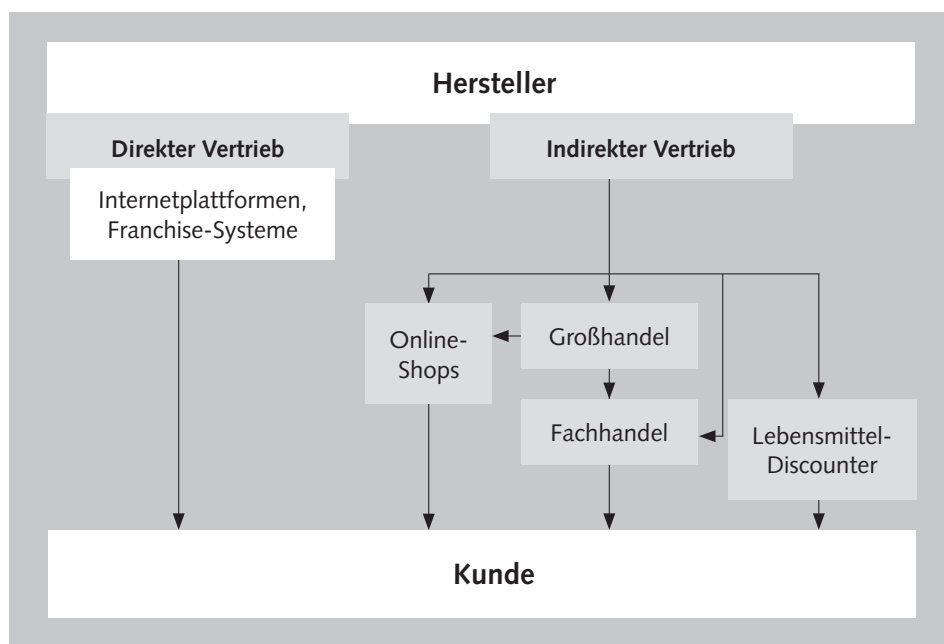 Hersteller
Direkter Vertrieb
Indirekter Vertrieb
Internetplattformen,
Franchise-Systeme
Online-
Shops
Großhandel
Fachhandel
Lebensmittel-
Discounter
Kunde